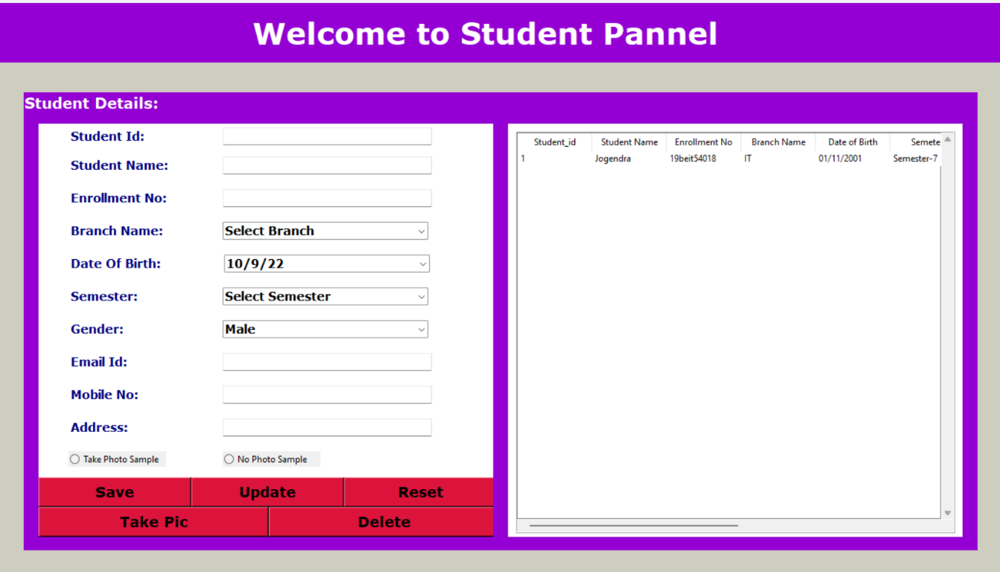 Welcome to Student Pannel
Student Details:
Student Id:
Student Name:
Enrollment No:
Branch Name: Select Branch
Date Of Birth: 10/9/22
Semester: Select Semester
Gender: Male
Email Id:
Mobile No:
Address:
Take Photo Sample No Photo Sample
Save Update Reset
Take Pic Delete
Student_id Student Name Enrollment No Branch Name Date of Birth Semete
1 Jogendra 19beit54018 IT 01/11/2001 Semester-7